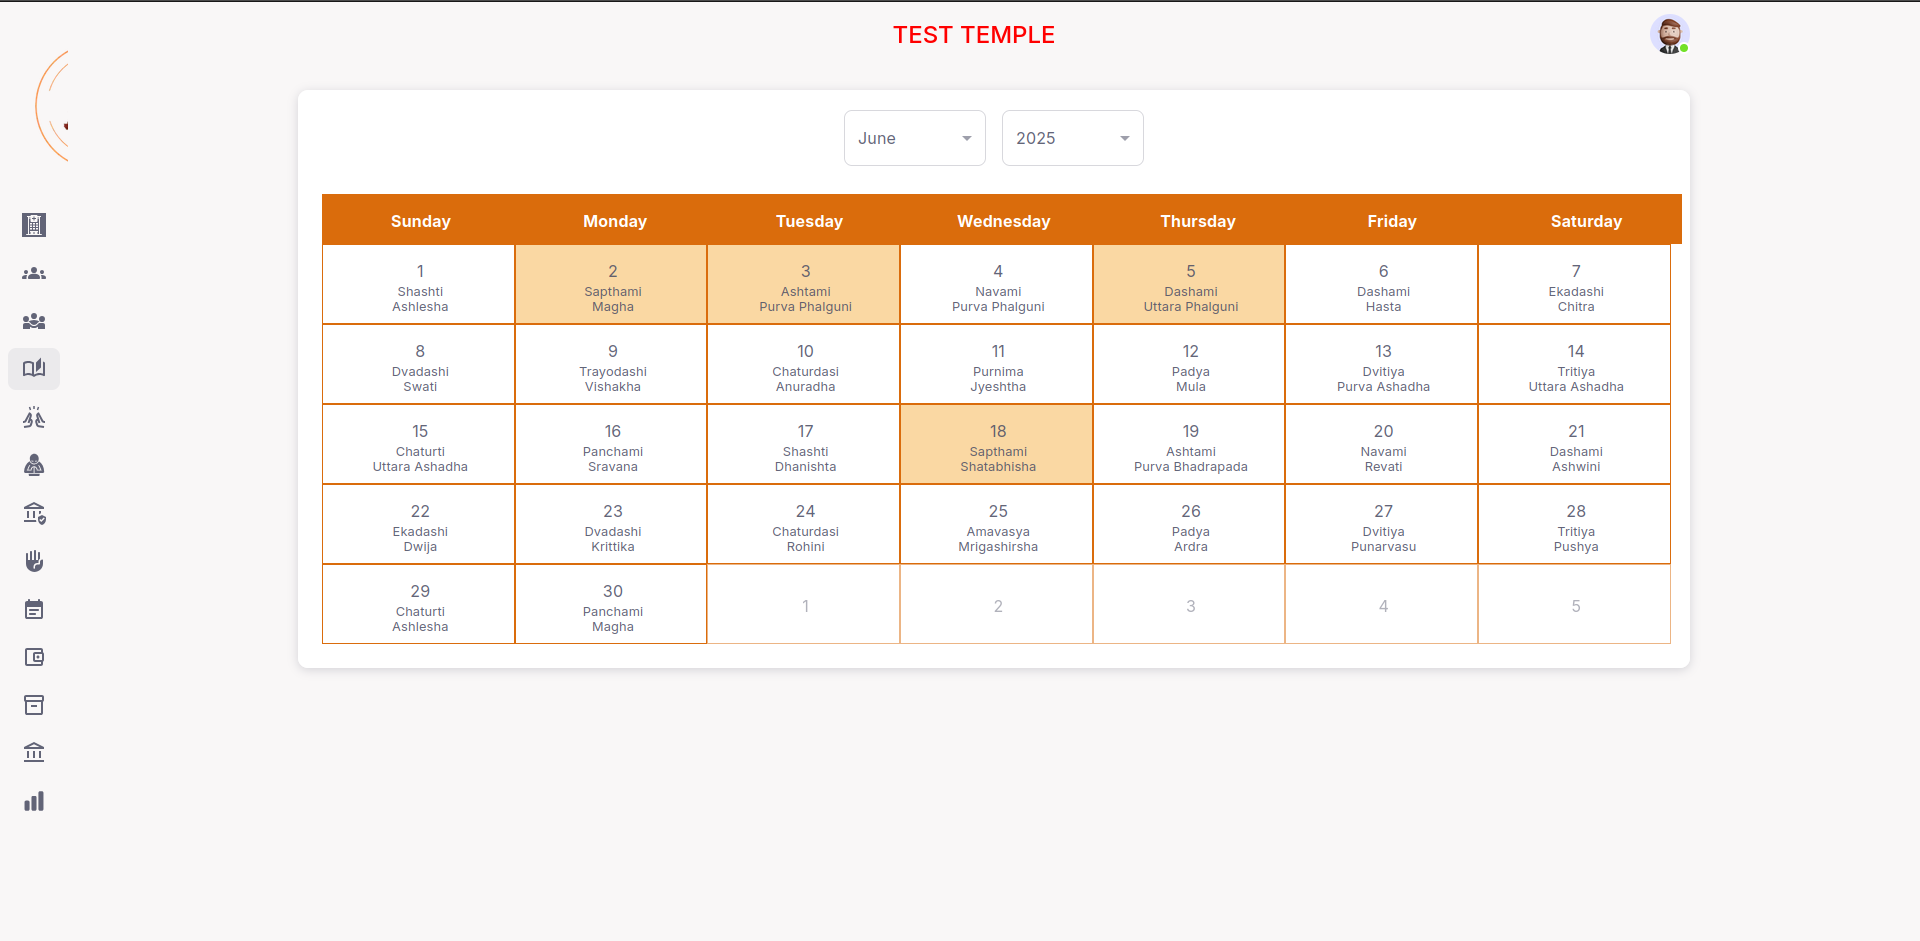 TEST TEMPLE
June 2025
Sunday Monday Tuesday Wednesday Thursday Friday Saturday
1 2 3 4 5 6 7
Shashti Sapthami Ashtami Navami Dashami Dashami Ekadashi
Ashlesha Magha Purva Phalguni Purva Phalguni Uttara Phalguni Hasta Chitra
8 9 10 11 12 13 14
Dvadashi Trayodashi Chaturdasi Purnima Padya Dvitiya Tritiya
Swati Vishakha Anuradha Jyeshtha Mula Purva Ashadha Uttara Ashadha
15 16 17 18 19 20 21
Chaturti Panchami Shashti Sapthami Ashtami Navami Dashami
Uttara Ashadha Sravana Dhanishta Shatabhisha Purva Bhadrapada Revati Ashwini
22 23 24 25 26 27 28
Ekadashi Dvadashi Chaturdasi Amavasya Padya Dvitiya Tritiya
Dwija Krittika Rohini Mrigashirsha Ardra Punarvasu Pushya
29 30 1 2 3 4 5
Chaturti Panchami
Ashlesha Magha